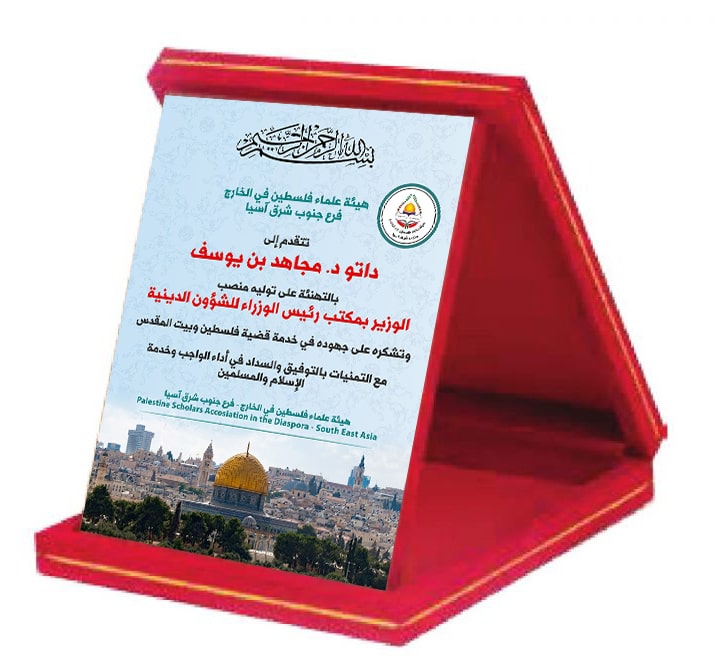 بسم الله الرحمن الرحيم
هيئة علماء فلسطين في الخارج
فرع جنوب شرق آسيا
تتقدم إلى
داتو د. مجاهد بن يوسف
بالتهنئة على توليه منصب
الوزير بمكتب رئيس الوزراء للشؤون الدينية
وتشكره على جهوده في خدمة قضية فلسطين وبيت المقدس
مع التمنيات بالتوفيق والسداد في أداء الواجب وخدمة
الإسلام والمسلمين
هيئة علماء فلسطين في الخارج - فرع جنوب شرق آسيا
Palestine Scholars Accosiation in the Diaspora - South East Asia